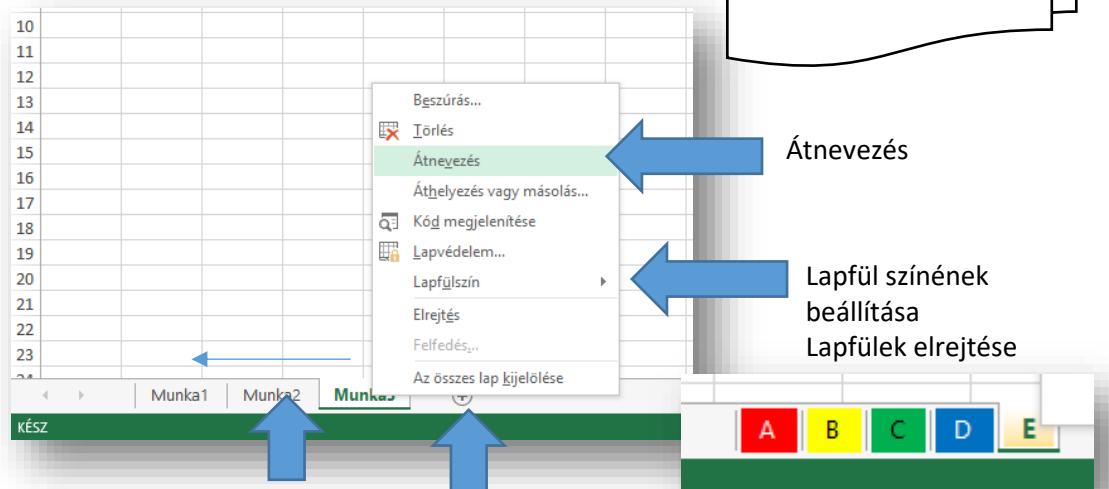 10
11
12
13
14
15
16
17
18
19
20
21
22
23
Beszúrás...
Törlés
Átnevezés
Áthelyezés vagy másolás...
Kód megjelenítése
Lapvédelem...
Lapfülszín
Elrejtés
Felfedés...
Az összes lap kijelölése
Átnevezés
Lapfül színének
beállítása
Lapfülek elrejtése
Munka1 Munka2 Munka3
KÉSZ
A B C D E